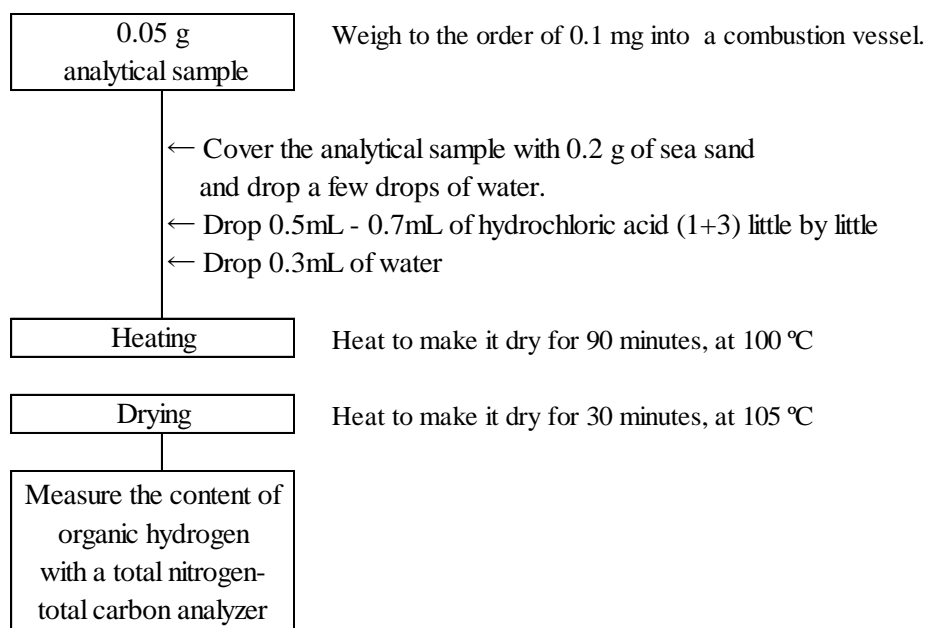 0.05 g
analytical sample
Weigh to the order of 0.1 mg into a combustion vessel.
← Cover the analytical sample with 0.2 g of sea sand
and drop a few drops of water.
← Drop 0.5mL - 0.7mL of hydrochloric acid (1+3) little by little
← Drop 0.3mL of water
Heating
Heat to make it dry for 90 minutes, at 100 ºC
Drying
Heat to make it dry for 30 minutes, at 105 ºC
Measure the content of
organic hydrogen
with a total nitrogen-
total carbon analyzer